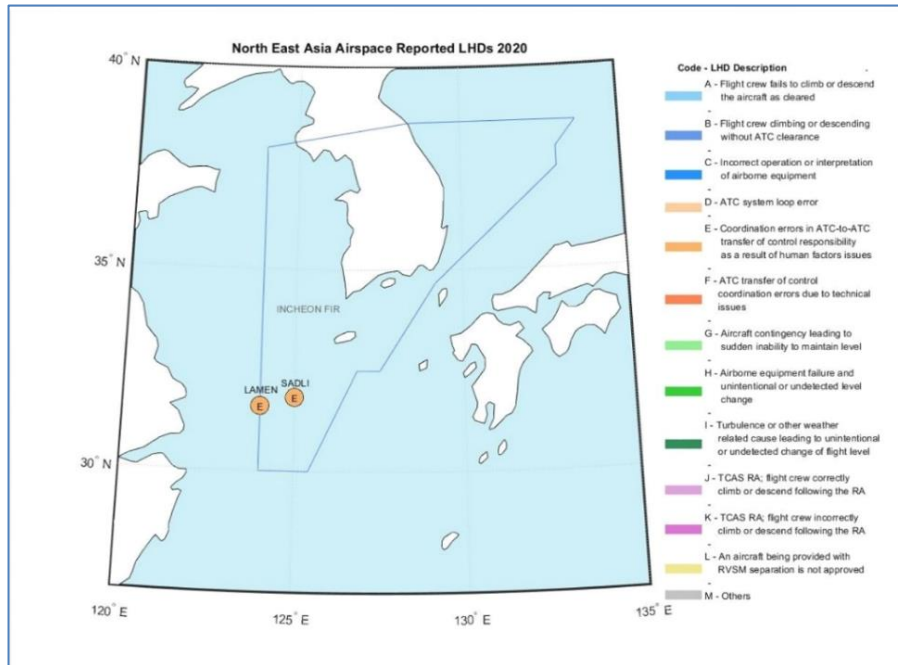 North East Asia Airspace Reported LHDs 2020
40° N
35° N
30° N
120° E
125° E
130° E
135° E
INCHEON FIR
LAMEN
SADLI
E
E
Code - LHD Description
A - Flight crew fails to climb or descend
the aircraft as cleared
B - Flight crew climbing or descending
without ATC clearance
C - Incorrect operation or interpretation
of airborne equipment
D - ATC system loop error
E - Coordination errors in ATC-to-ATC
transfer of control responsibility
as a result of human factors issues
F - ATC transfer of control
coordination errors due to technical
issues
G - Aircraft contingency leading to
sudden inability to maintain level
H - Airborne equipment failure and
unintentional or undetected level
change
I - Turbulence or other weather
related cause leading to unintentional
or undetected change of flight level
J - TCAS RA; flight crew correctly
climb or descend following the RA
K - TCAS RA; flight crew incorrectly
climb or descend following the RA
L - An aircraft being provided with
RVSM separation is not approved
M - Others